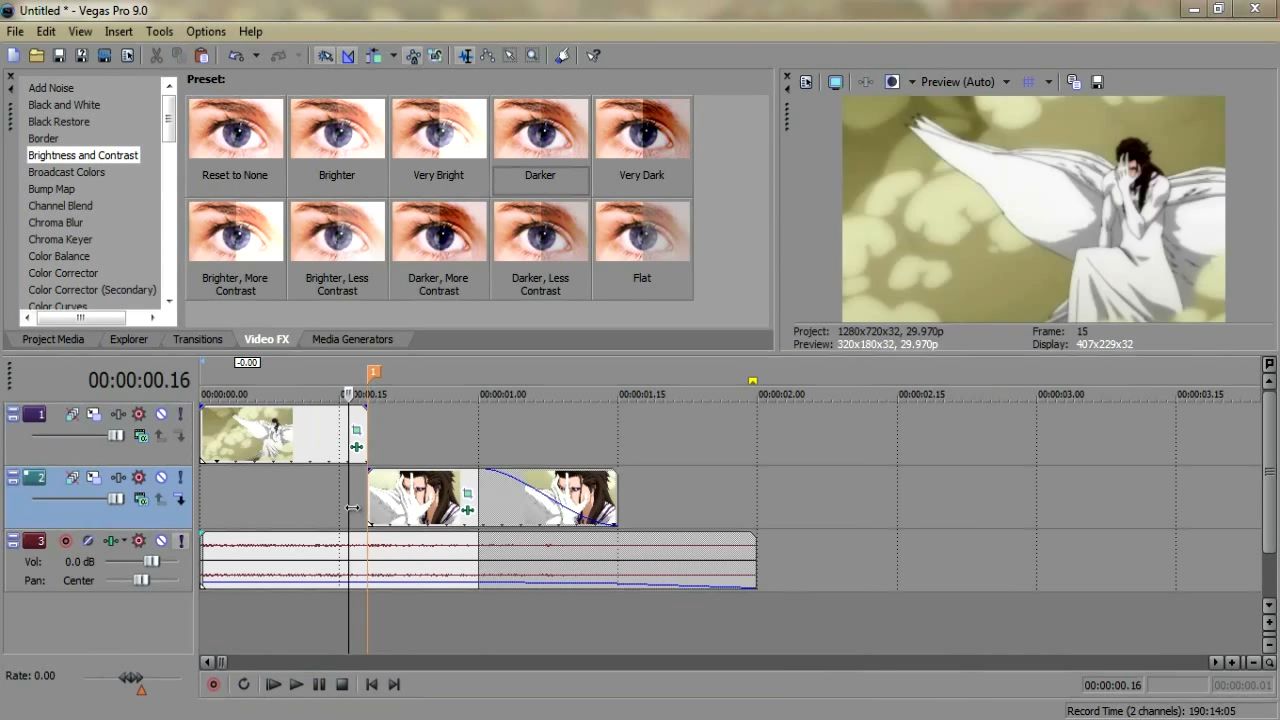 Untitled * - Vegas Pro 9.0
File Edit View Insert Tools Options Help
Preset:
Add Noise
Black and White
Black Restore
Border
Brightness and Contrast
Broadcast Colors
Bump Map
Channel Blend
Chroma Blur
Chroma Keyer
Color Balance
Color Corrector
Color Corrector (Secondary)
Color Curves
Reset to None
Brighter
Very Bright
Darker
Very Dark
Brighter, More Contrast
Brighter, Less Contrast
Darker, More Contrast
Darker, Less Contrast
Flat
Preview (Auto)
Project Media Explorer Transitions Video FX Media Generators
Project: 1280x720x32, 29.970p Frame: 15
Preview: 320x180x32, 29.970p Display: 407x229x32
-0.00
00:00:00.16
1
00:00:00.00 00:00:01.00 00:00:01.15 00:00:02.00 00:00:02.15 00:00:03.00 00:00:03.15
1
2
3
Vol: 0.0 dB
Pan: Center
Rate: 0.00
00:00:00.16 00:00:00.01
Record Time (2 channels): 190:14:05